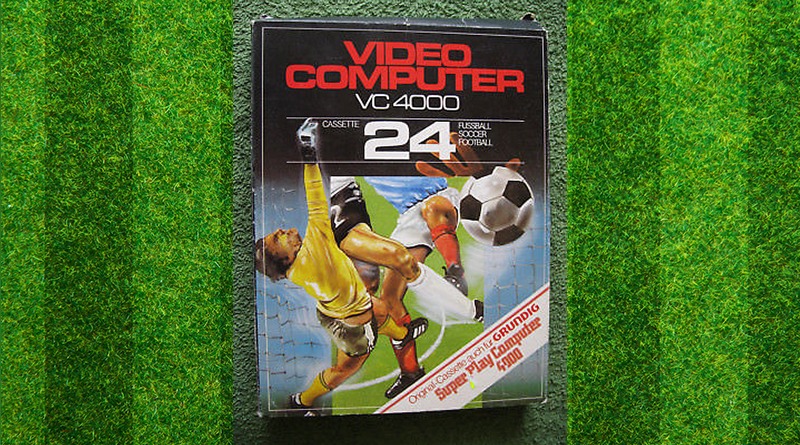 VIDEO
COMPUTER
VC 4000
CASSETTE
24
FUSSBALL
SOCCER
FOOTBALL
Original-Cassette auch für GRUNDIG
Super Play Computer
4000